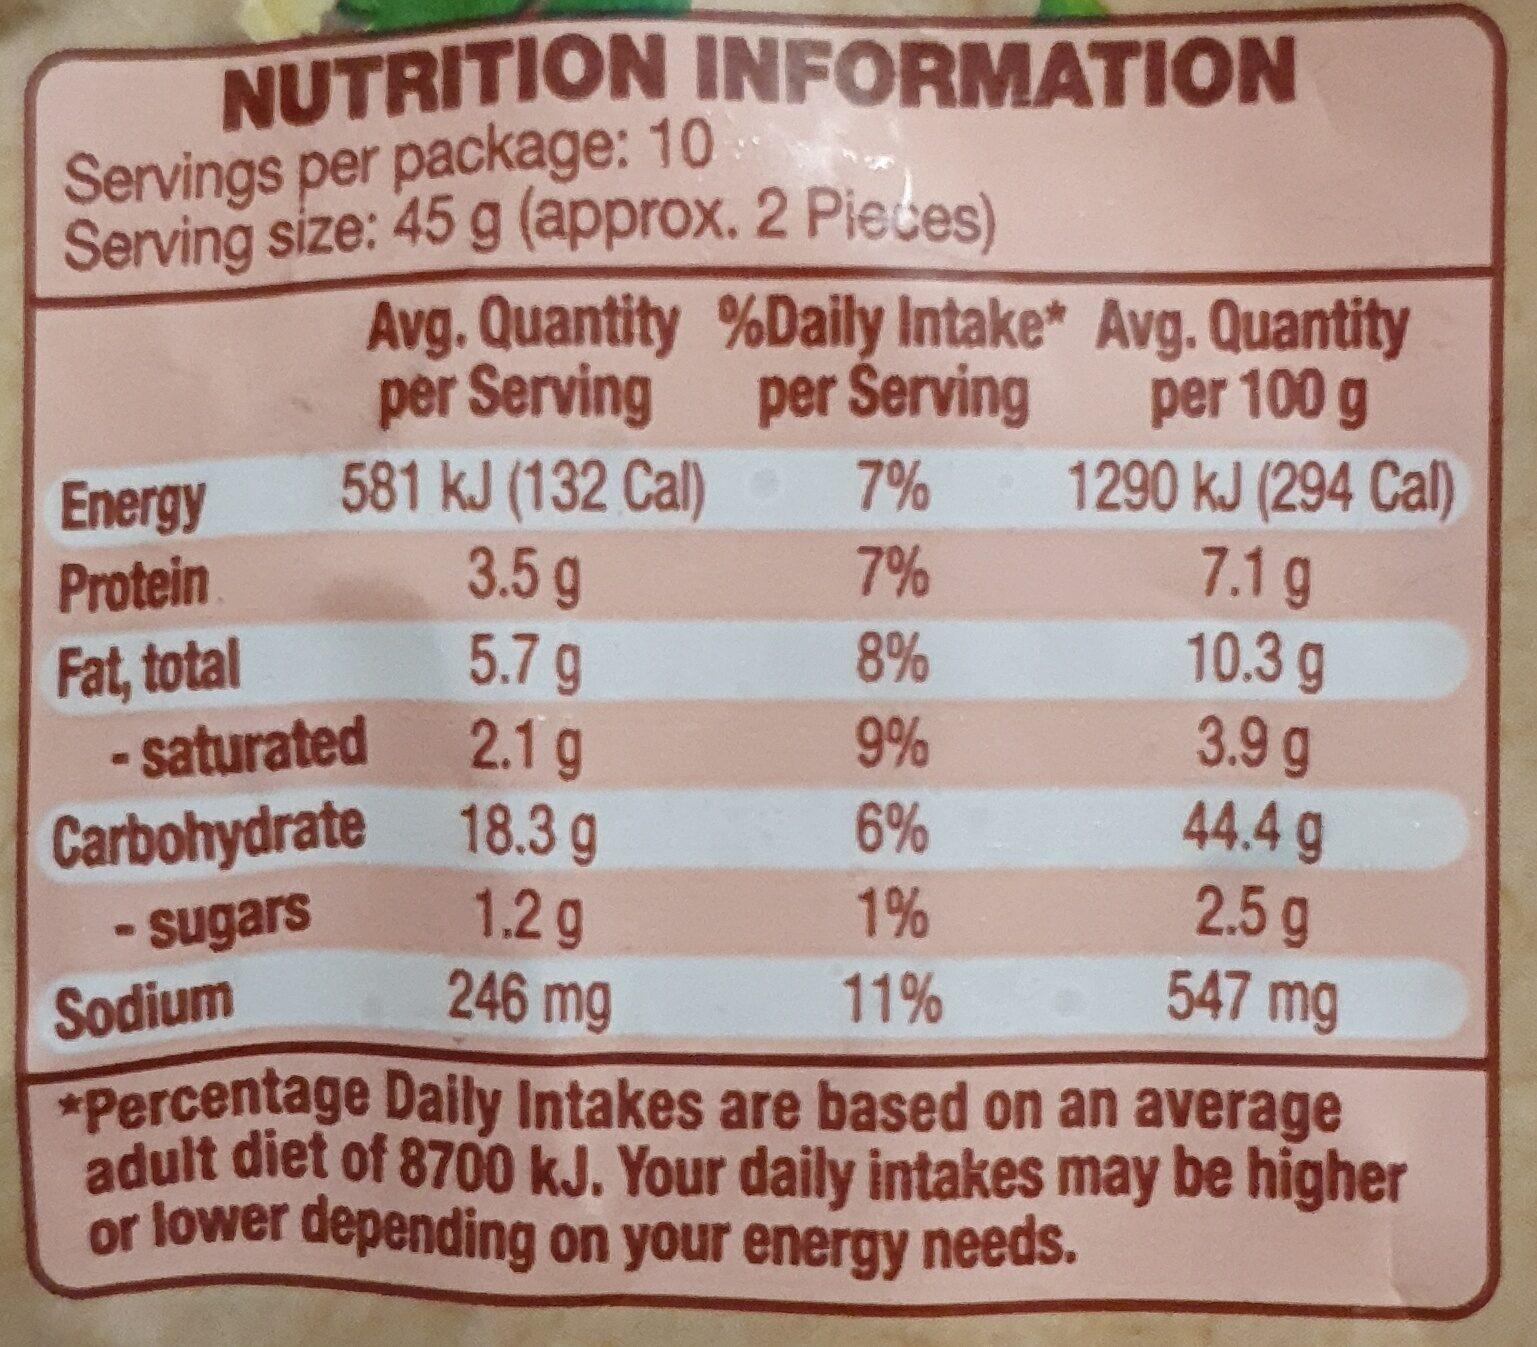 NUTRITION INFORMATION
Servings per package: 10
Serving size: 45 g (approx. 2 Pieces)
Avg. Quantity %Daily Intake* Avg. Quantity
per Serving per Serving per 100 g
Energy 581 kJ (132 Cal) 7% 1290 kJ (294 Cal)
Protein 3.5 g 7% 7.1 g
Fat, total 5.7 g 8% 10.3 g
- saturated 2.1 g 9% 3.9 g
Carbohydrate 18.3 g 6% 44.4 g
- sugars 1.2 g 1% 2.5 g
Sodium 246 mg 11% 547 mg
*Percentage Daily Intakes are based on an average
adult diet of 8700 kJ. Your daily intakes may be higher
or lower depending on your energy needs.